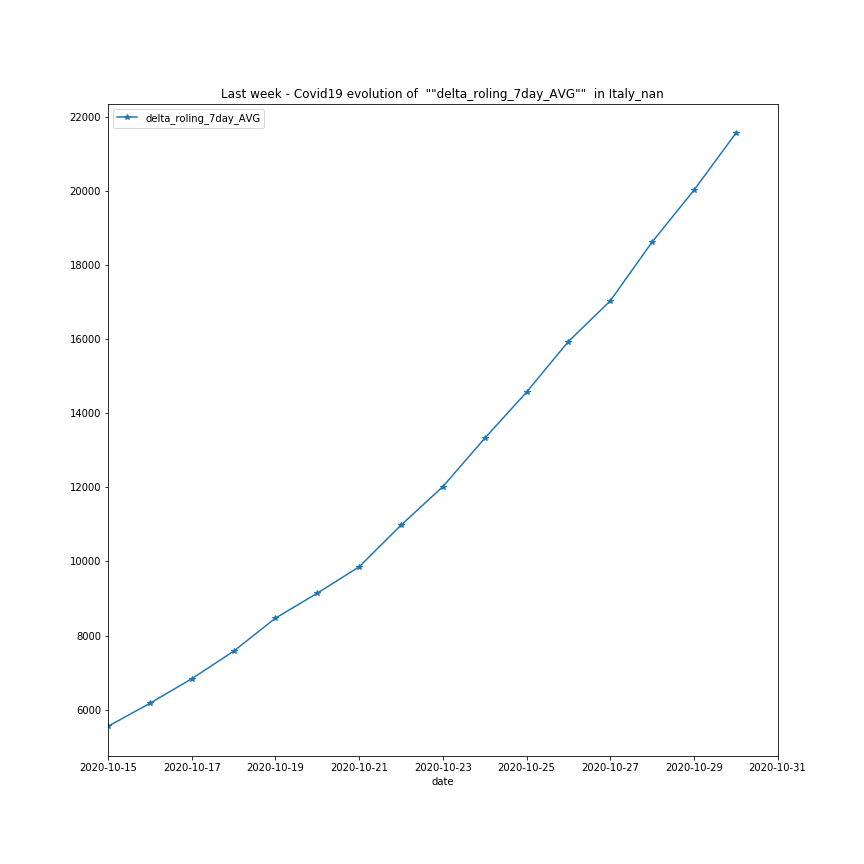 Last week - Covid19 evolution of  ""delta_roling_7day_AVG""  in Italy_nan
delta_roling_7day_AVG
22000
20000
18000
16000
14000
12000
10000
8000
6000
2020-10-15 2020-10-17 2020-10-19 2020-10-21 2020-10-23 2020-10-25 2020-10-27 2020-10-29 2020-10-31
date